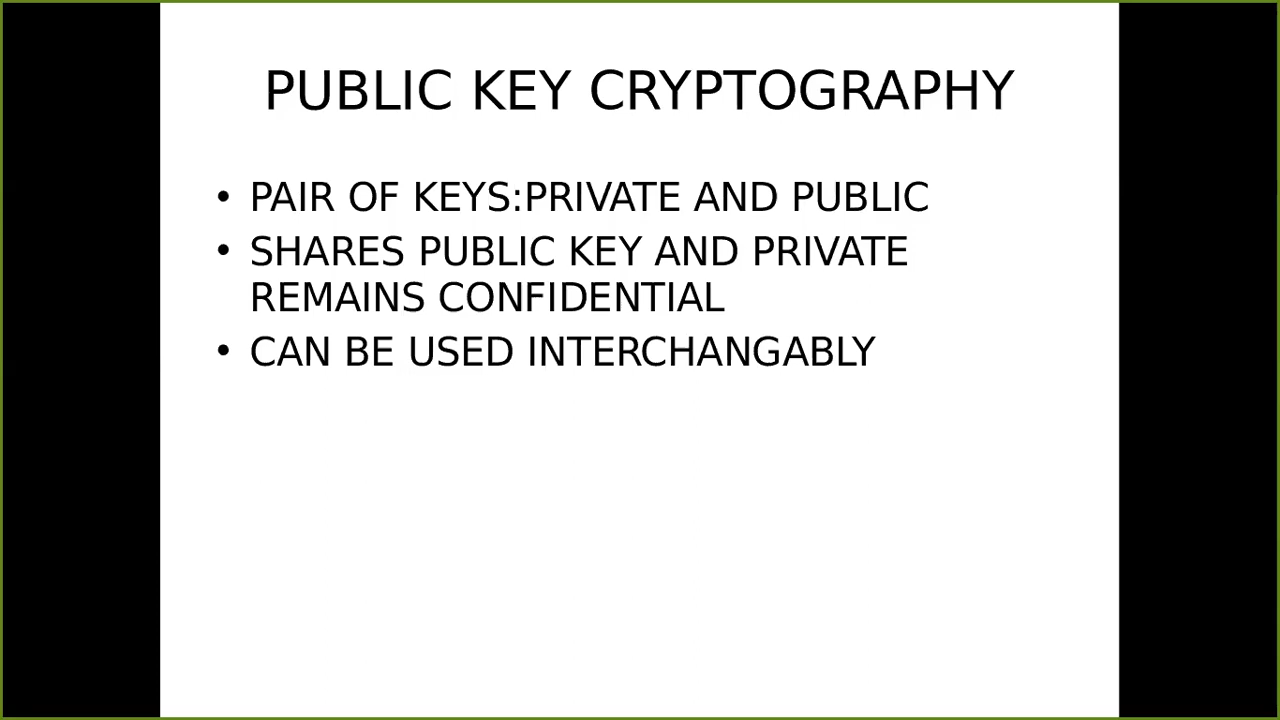 PUBLIC KEY CRYPTOGRAPHY
• PAIR OF KEYS:PRIVATE AND PUBLIC
• SHARES PUBLIC KEY AND PRIVATE
REMAINS CONFIDENTIAL
• CAN BE USED INTERCHANGABLY